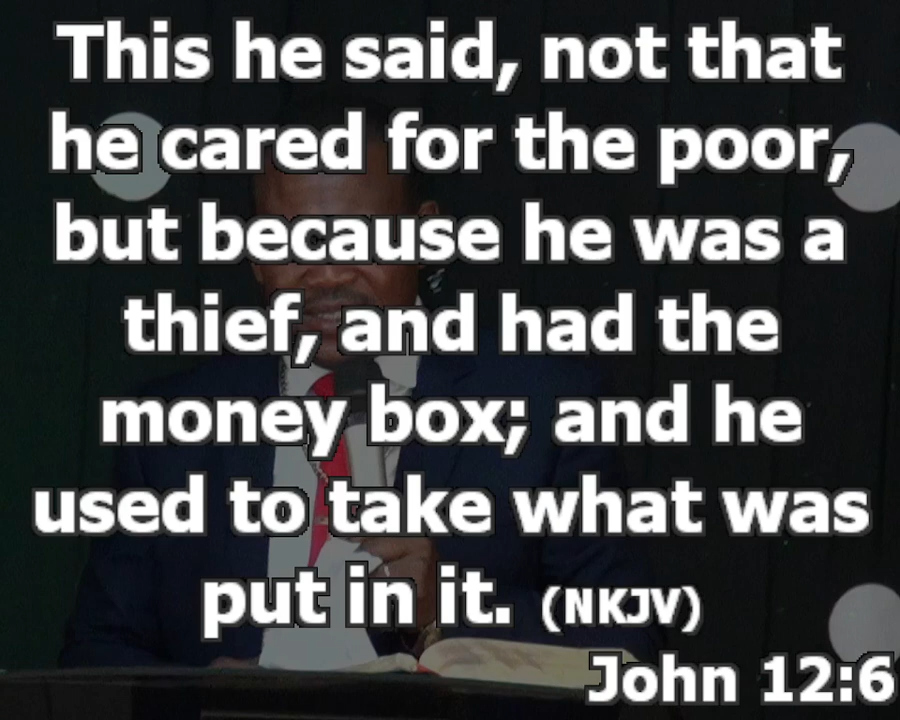 This he said, not that
he cared for the poor,
but because he was a
thief, and had the
money box; and he
used to take what was
put in it. (NKJV)
John 12:6